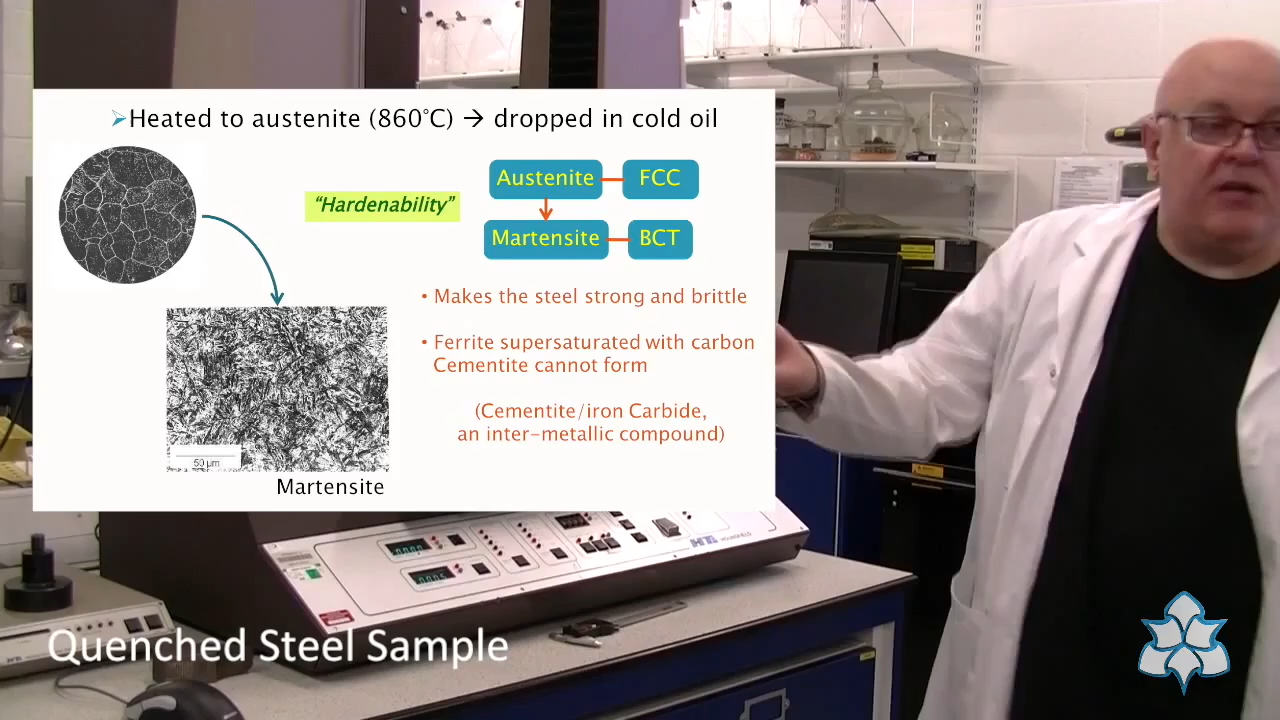 ➢Heated to austenite (860°C) → dropped in cold oil
"Hardenability"
Austenite
FCC
Martensite
BCT
• Makes the steel strong and brittle
• Ferrite supersaturated with carbon
Cementite cannot form
(Cementite/iron Carbide,
an inter-metallic compound)
50 μm
Martensite
HOUNSFIELD
Quenched Steel Sample